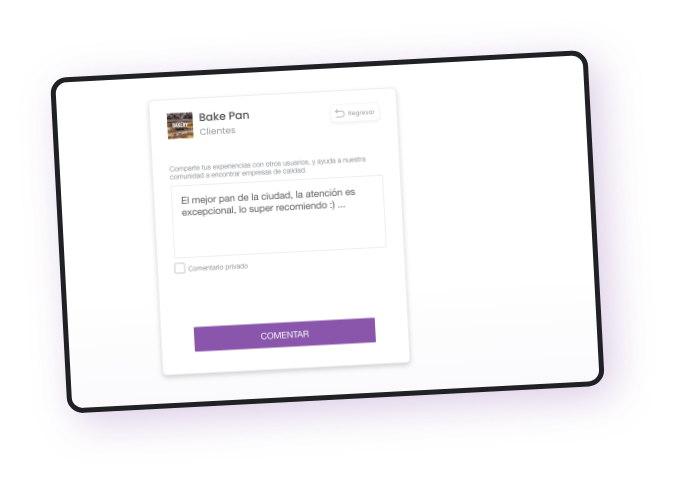 BAKERY
Bake Pan
Clientes
Regresar
Comparte tus experiencias con otros usuarios, y ayuda a nuestra
comunidad a encontrar empresas de calidad.
El mejor pan de la ciudad, la atención es
excepcional, lo super recomiendo :) ...
Comentario privado
COMENTAR